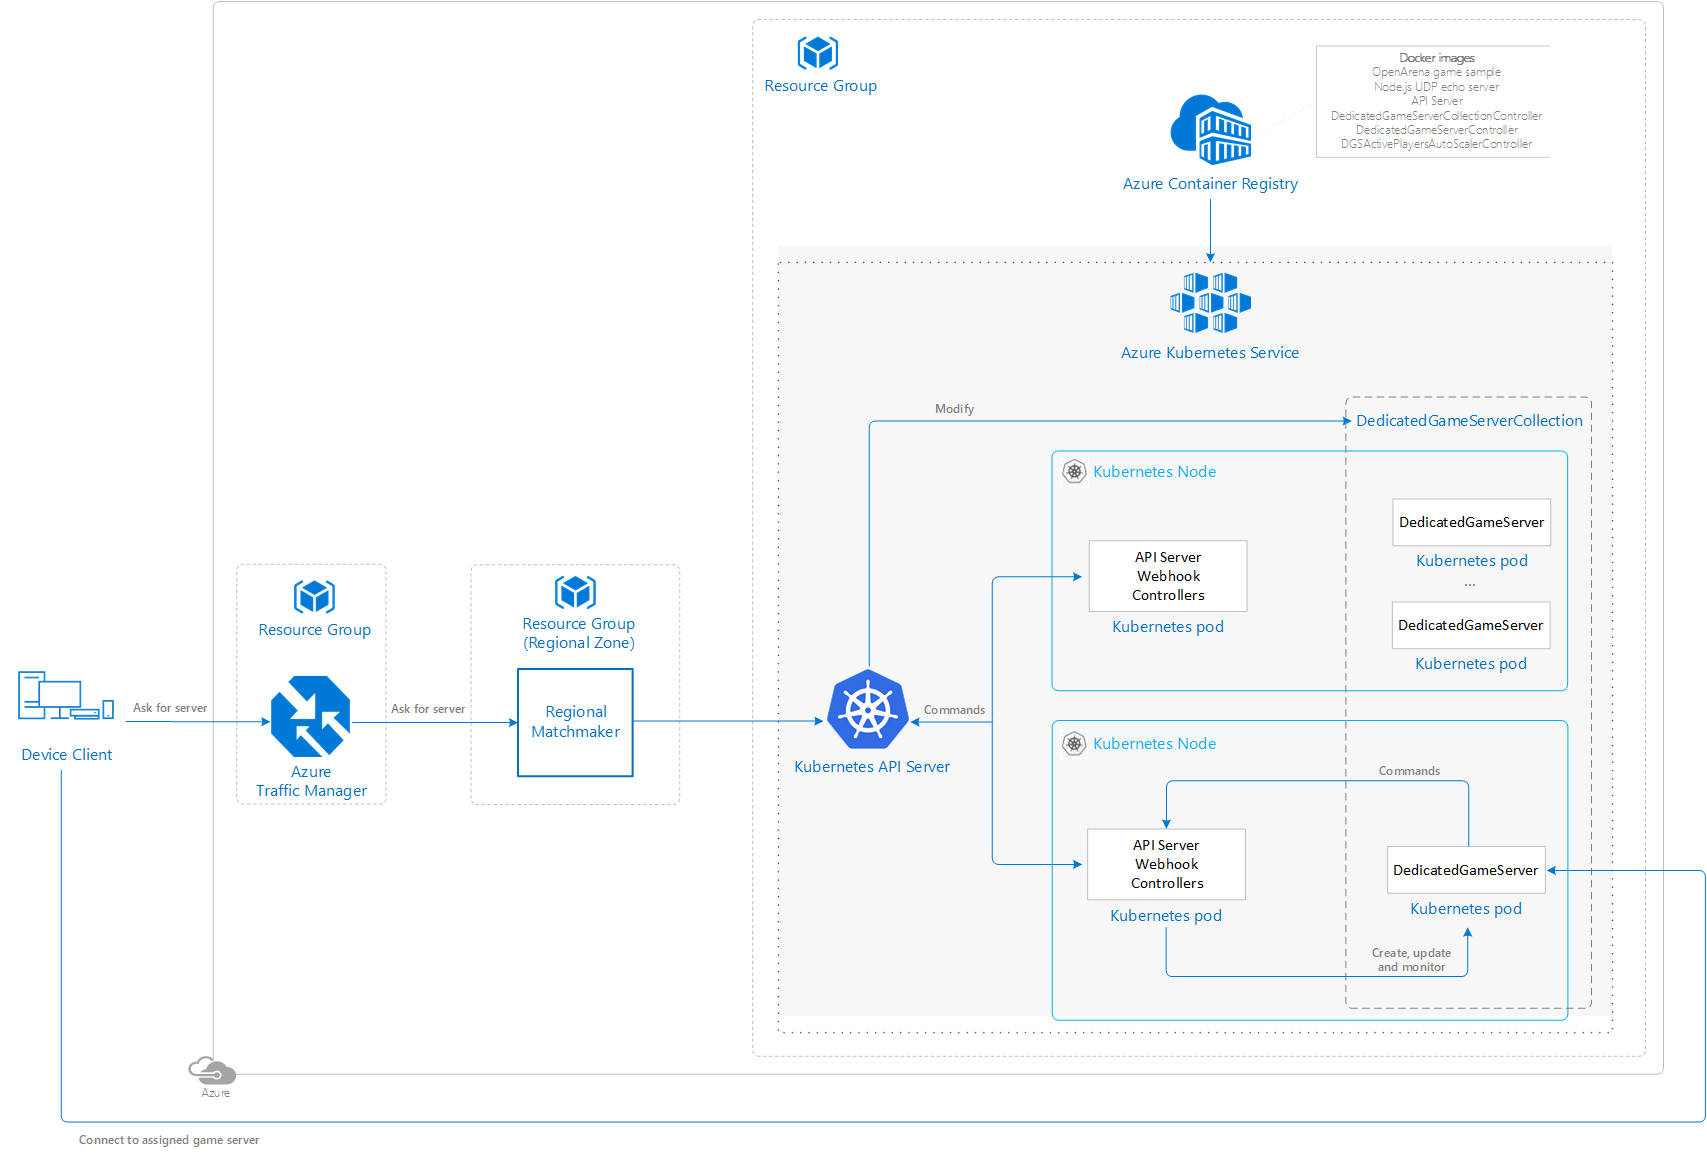 Resource Group
Docker images
OpenArena game sample
Node.js UDP echo server
API Server
DedicatedGameServerCollectionController
DedicatedGameServerController
DGSActivePlayersAutoScalerController
Azure Container Registry
Azure Kubernetes Service
Modify
DedicatedGameServerCollection
Kubernetes Node
DedicatedGameServer
Kubernetes pod
...
DedicatedGameServer
Kubernetes pod
API Server
Webhook
Controllers
Kubernetes pod
Resource Group
Resource Group
(Regional Zone)
Device Client
Ask for server
Azure
Traffic Manager
Ask for server
Regional
Matchmaker
Kubernetes API Server
Commands
Kubernetes Node
Commands
API Server
Webhook
Controllers
Kubernetes pod
DedicatedGameServer
Kubernetes pod
Create, update
and monitor
Azure
Connect to assigned game server